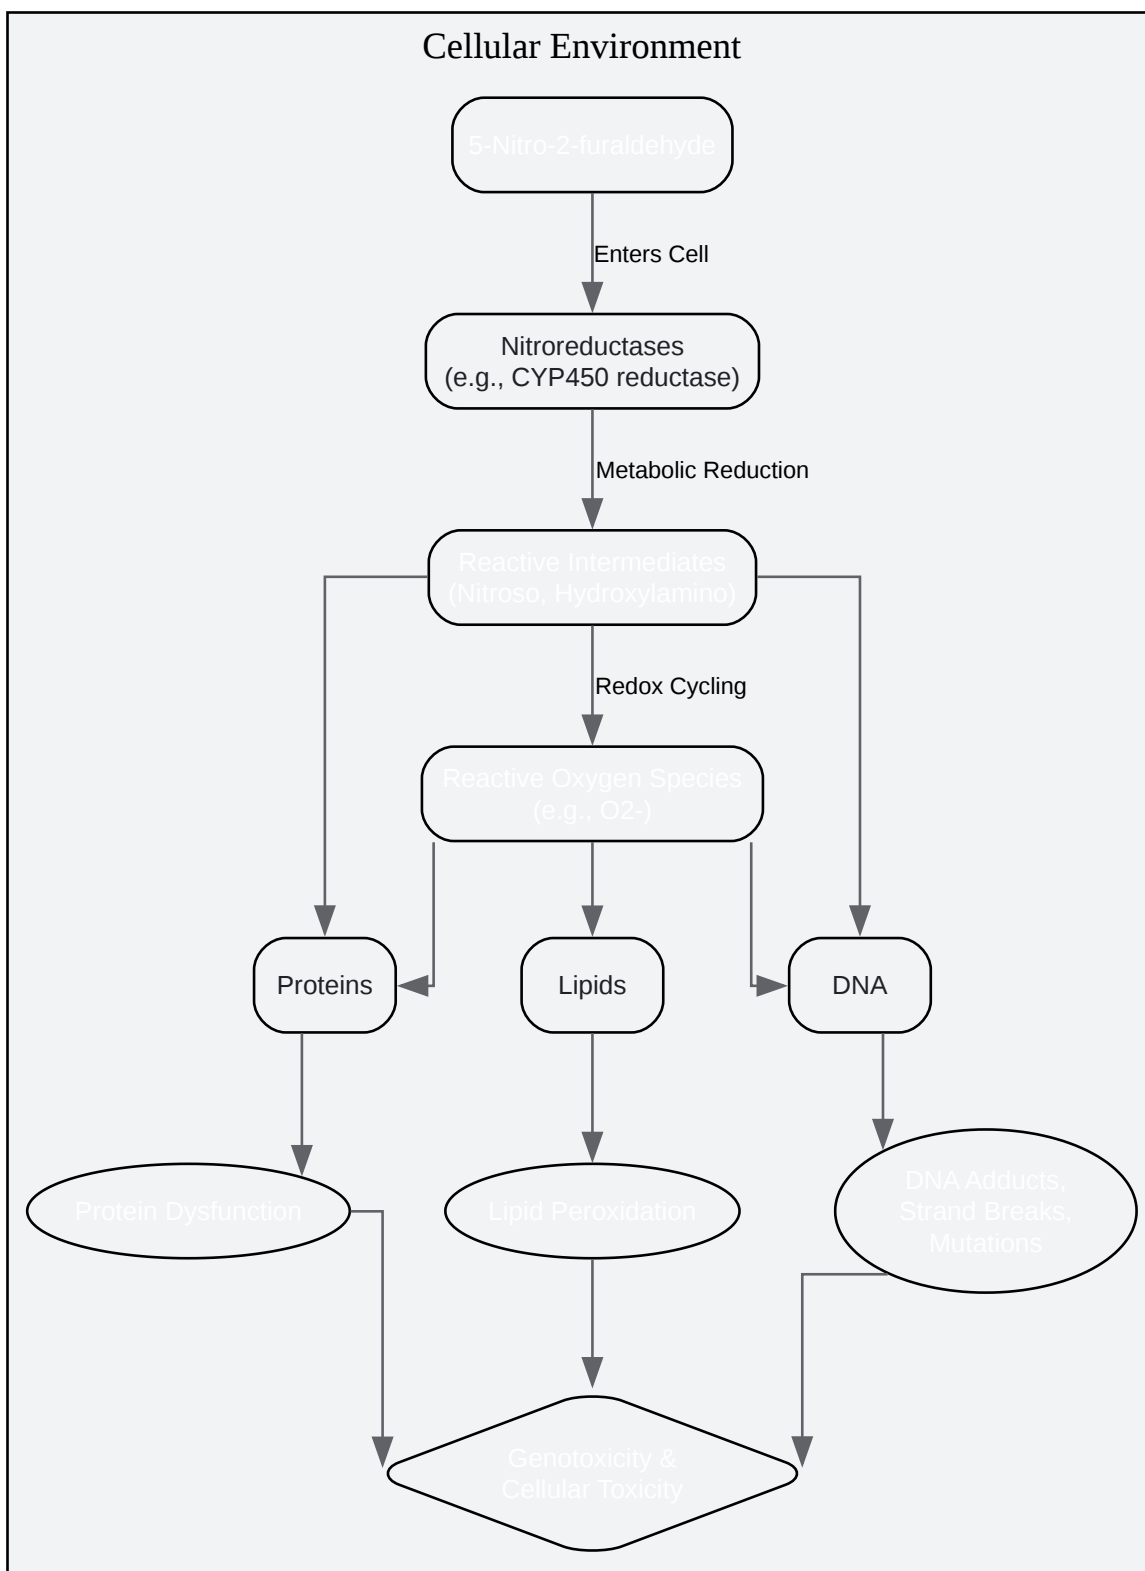 Cellular Environment
5-Nitro-2-furaldehyde
Enters Cell
Nitroreductases
(e.g., CYP450 reductase)
Metabolic Reduction
Reactive Intermediates
(Nitroso, Hydroxylamino)
Redox Cycling
Reactive Oxygen Species
(e.g., O2-)
Proteins
Lipids
DNA
Protein Dysfunction
Lipid Peroxidation
DNA Adducts,
Strand Breaks,
Mutations
Genotoxicity &
Cellular Toxicity